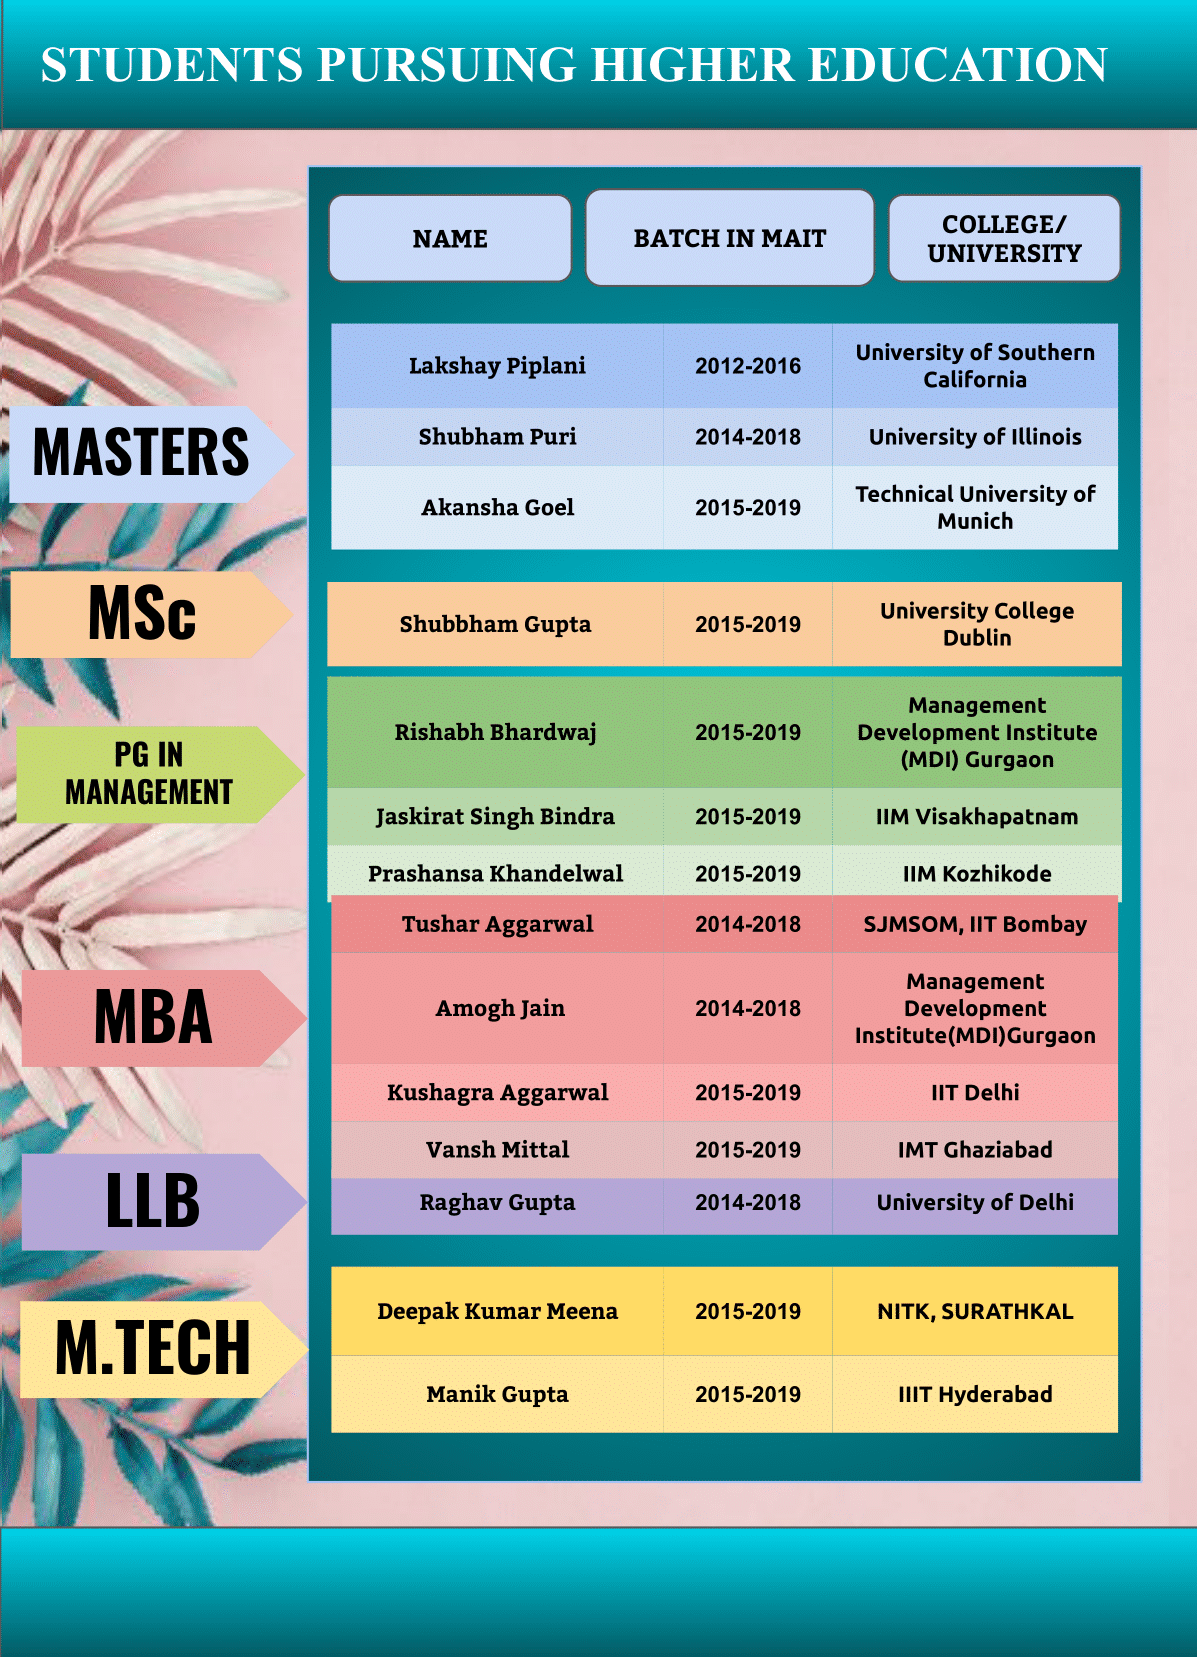 STUDENTS PURSUING HIGHER EDUCATION
NAME
BATCH IN MAIT
COLLEGE/
UNIVERSITY
MASTERS
Lakshay Piplani 2012-2016 University of Southern
California
Shubham Puri 2014-2018 University of Illinois
Akansha Goel 2015-2019 Technical University of
Munich
MSc
Shubbham Gupta 2015-2019 University College
Dublin
PG IN
MANAGEMENT
Rishabh Bhardwaj 2015-2019 Management
Development Institute
(MDI) Gurgaon
Jaskirat Singh Bindra 2015-2019 IIM Visakhapatnam
Prashansa Khandelwal 2015-2019 IIM Kozhikode
MBA
Tushar Aggarwal 2014-2018 SJMSOM, IIT Bombay
Amogh Jain 2014-2018 Management
Development
Institute(MDI)Gurgaon
Kushagra Aggarwal 2015-2019 IIT Delhi
Vansh Mittal 2015-2019 IMT Ghaziabad
LLB
Raghav Gupta 2014-2018 University of Delhi
M.TECH
Deepak Kumar Meena 2015-2019 NITK, SURATHKAL
Manik Gupta 2015-2019 IIIT Hyderabad